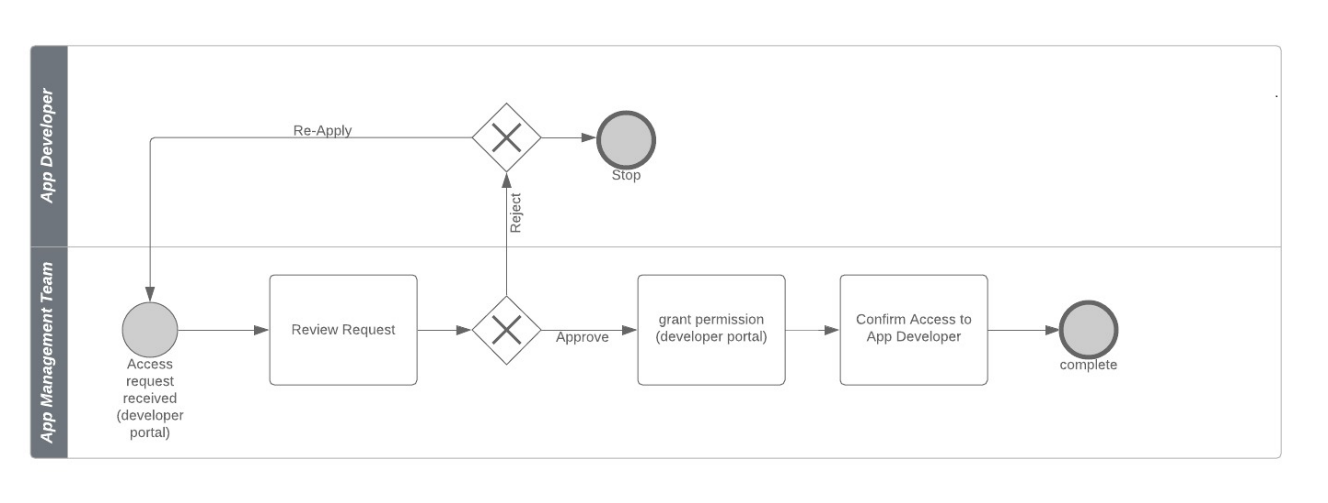 App Developer
Re-Apply
Stop
Reject
App Management Team
Access
request
received
(developer
portal)
Review Request
Approve
grant permission
(developer portal)
Confirm Access to
App Developer
complete